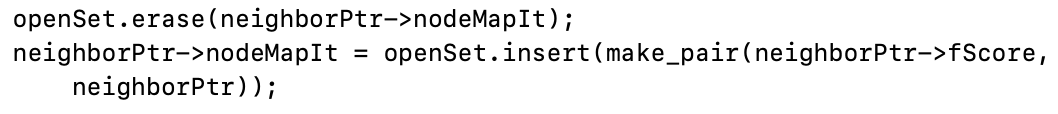 openSet.erase(neighborPtr->nodeMapIt);
neighborPtr->nodeMapIt = openSet.insert(make_pair(neighborPtr->fScore,
neighborPtr));